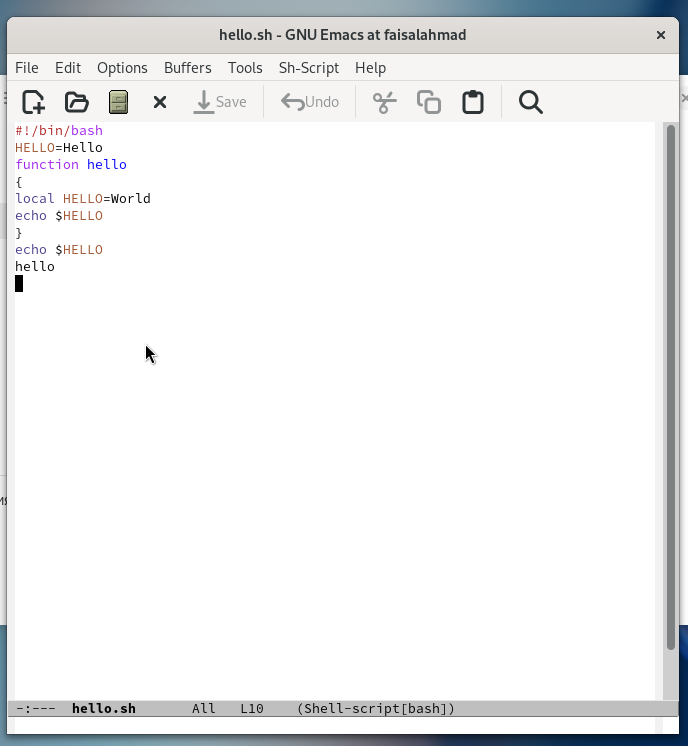 hello.sh - GNU Emacs at faisalahmad
File Edit Options Buffers Tools Sh-Script Help
Save Undo
#!/bin/bash
HELLO=Hello
function hello
{
local HELLO=World
echo $HELLO
}
echo $HELLO
hello
-:--- hello.sh All L10 (Shell-script[bash])